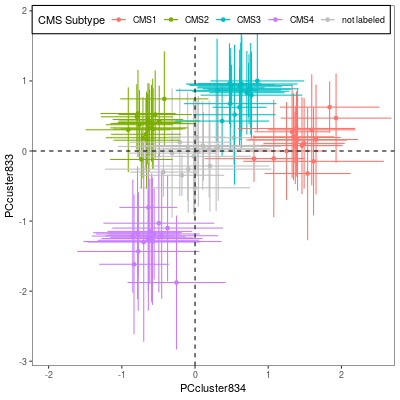 CMS Subtype CMS1 CMS2 CMS3 CMS4 not labeled
2
1
0
-1
-2
-3
PCcluster833
-2 -1 0 1 2
PCcluster834